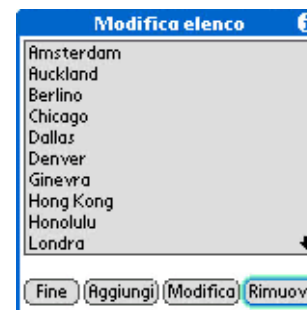 Modifica elenco
Amsterdam
Auckland
Berlino
Chicago
Dallas
Denver
Ginevra
Hong Kong
Honolulu
Londra
Fine Aggiungi Modifica Rimuov